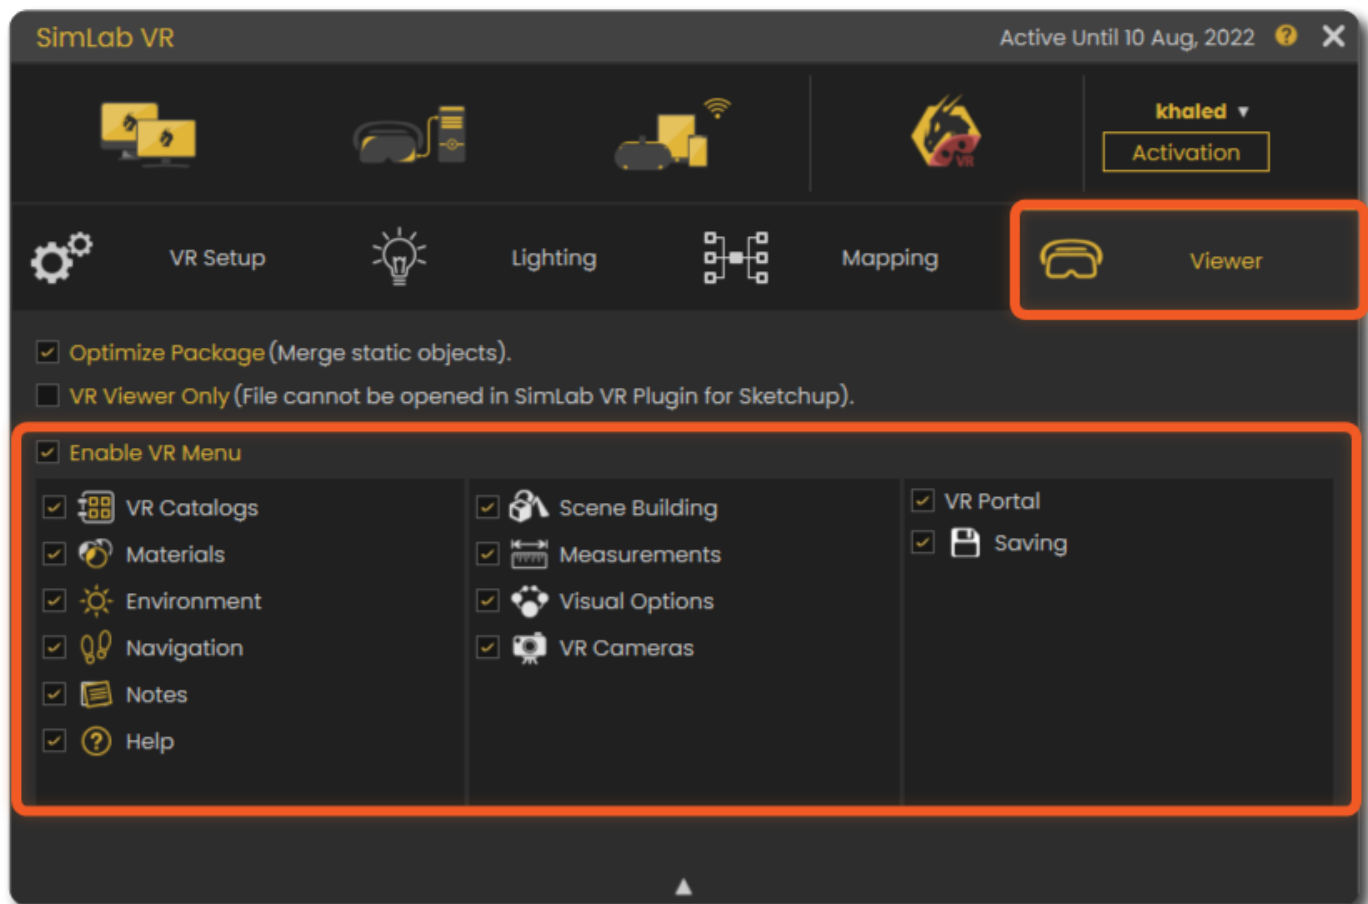 SimLab VR
Active Until 10 Aug, 2022 ?
khaled
Activation
VR
VR Setup
Lighting
Mapping
Viewer
Optimize Package (Merge static objects).
VR Viewer Only (File cannot be opened in SimLab VR Plugin for Sketchup).
Enable VR Menu
VR Catalogs
Materials
Environment
Navigation
Notes
? Help
Scene Building
Measurements
Visual Options
VR Cameras
VR Portal
Saving